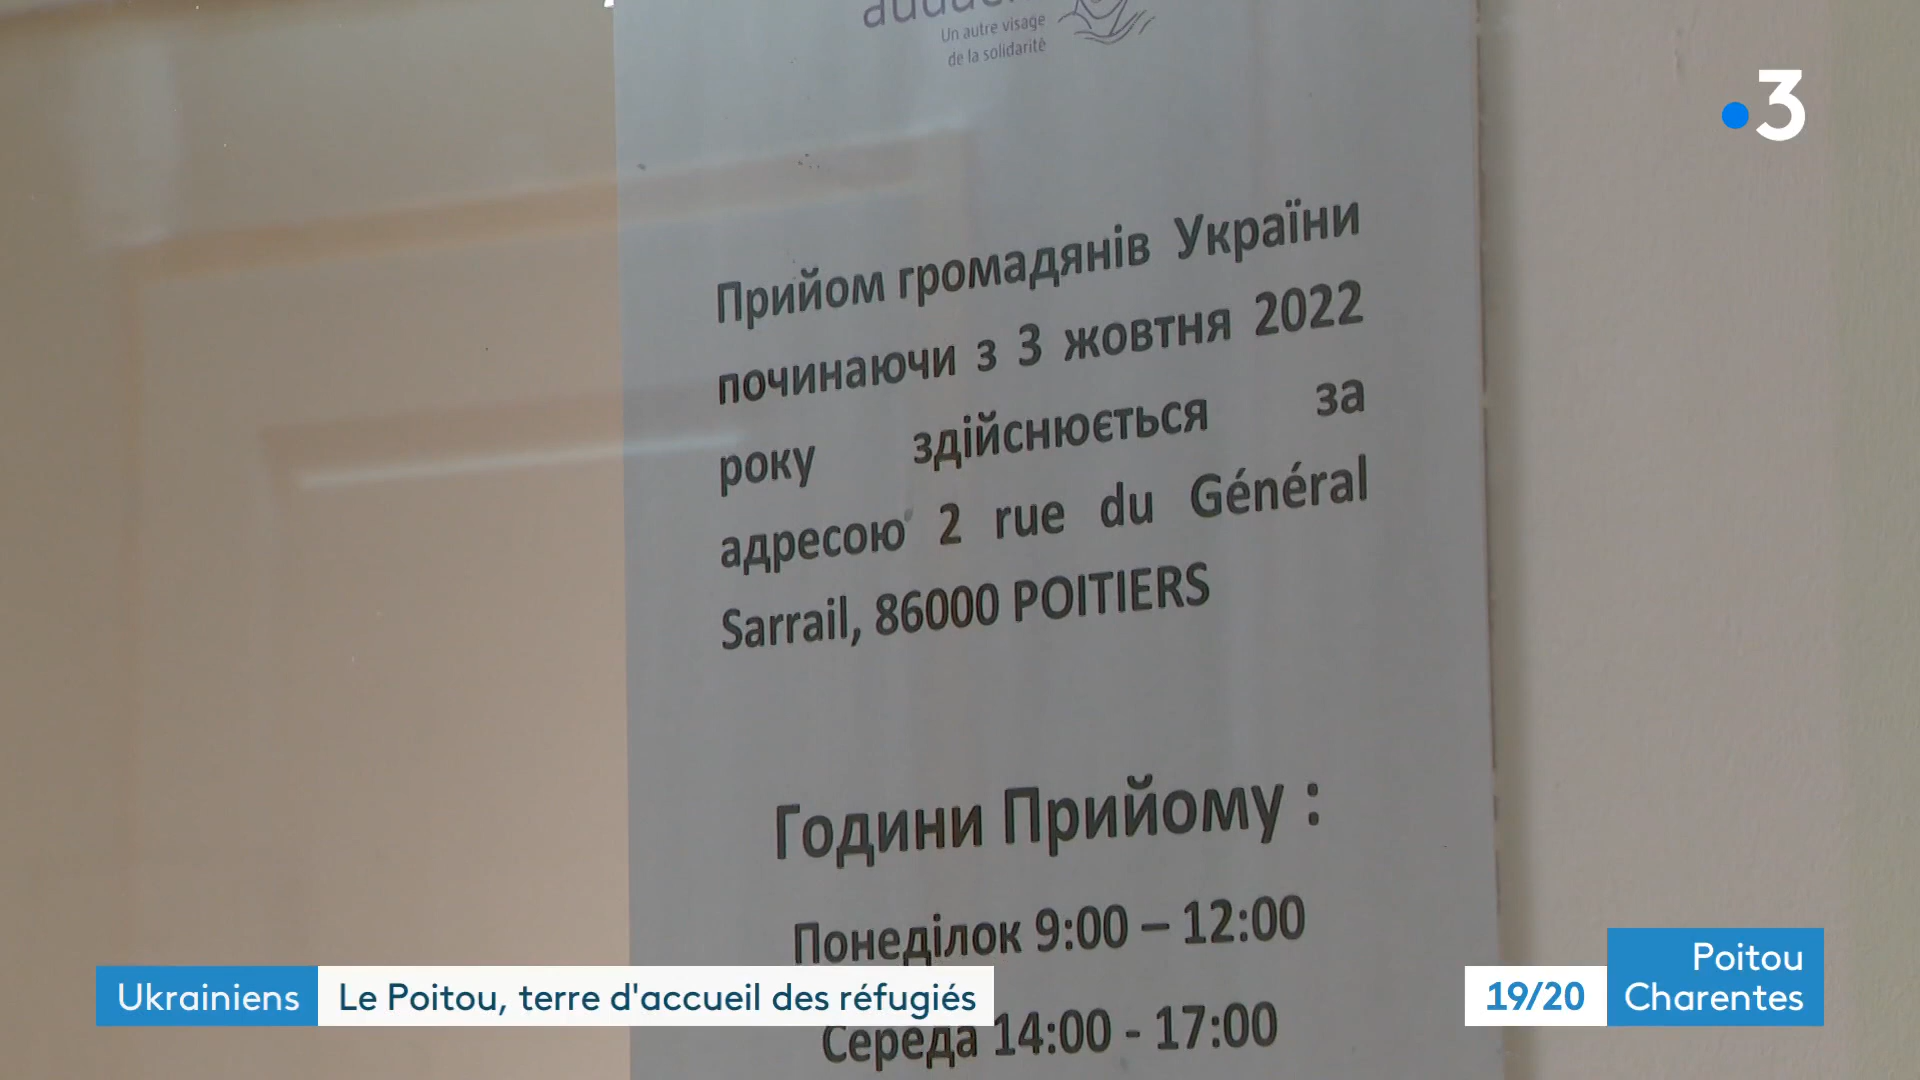 Un autre visage
de la solidarité
3
Прийом громадянів України
починаючи з 3 жовтня 2022
року здійснюється за
адресою 2 rue du Général
Sarrail, 86000 POITIERS
Години Прийому :
Понеділок 9:00 – 12:00
Середа 14:00 - 17:00
Ukrainiens Le Poitou, terre d'accueil des réfugiés
19/20 Poitou
Charentes